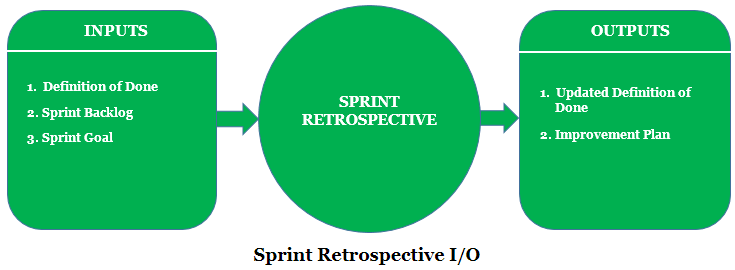 INPUTS
1. Definition of Done
2. Sprint Backlog
3. Sprint Goal
SPRINT
RETROSPECTIVE
OUTPUTS
1. Updated Definition of
Done
2. Improvement Plan
Sprint Retrospective I/O